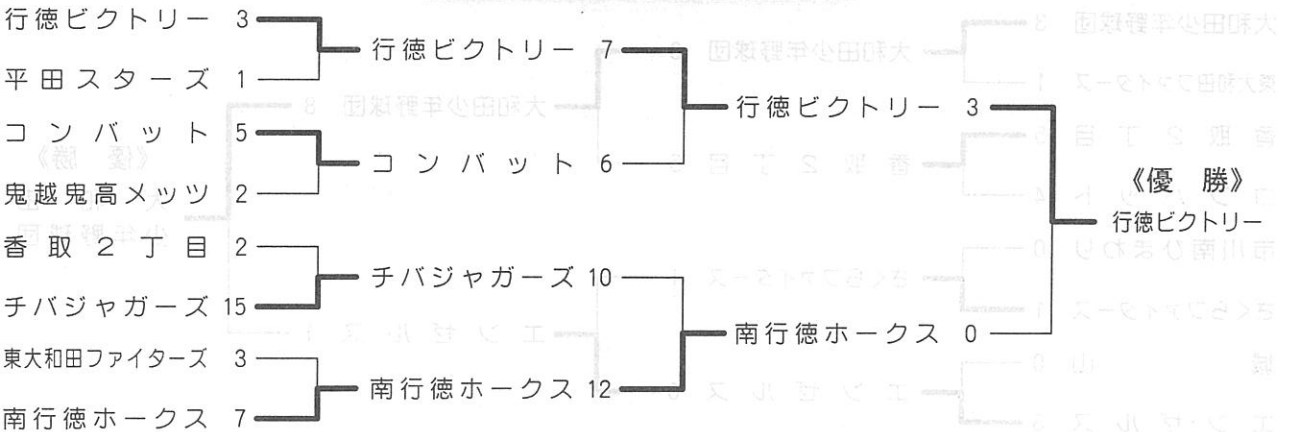 行徳ビクトリー 3
平田スターズ 1
コンバット 5
鬼越鬼高メッツ 2
香取2丁目 2
チバジャガーズ 15
東大和田ファイターズ 3
南行徳ホークス 7
行徳ビクトリー 7
コンバット 6
チバジャガーズ 10
南行徳ホークス 12
行徳ビクトリー 3
南行徳ホークス 0
《優 勝》
行徳ビクトリー